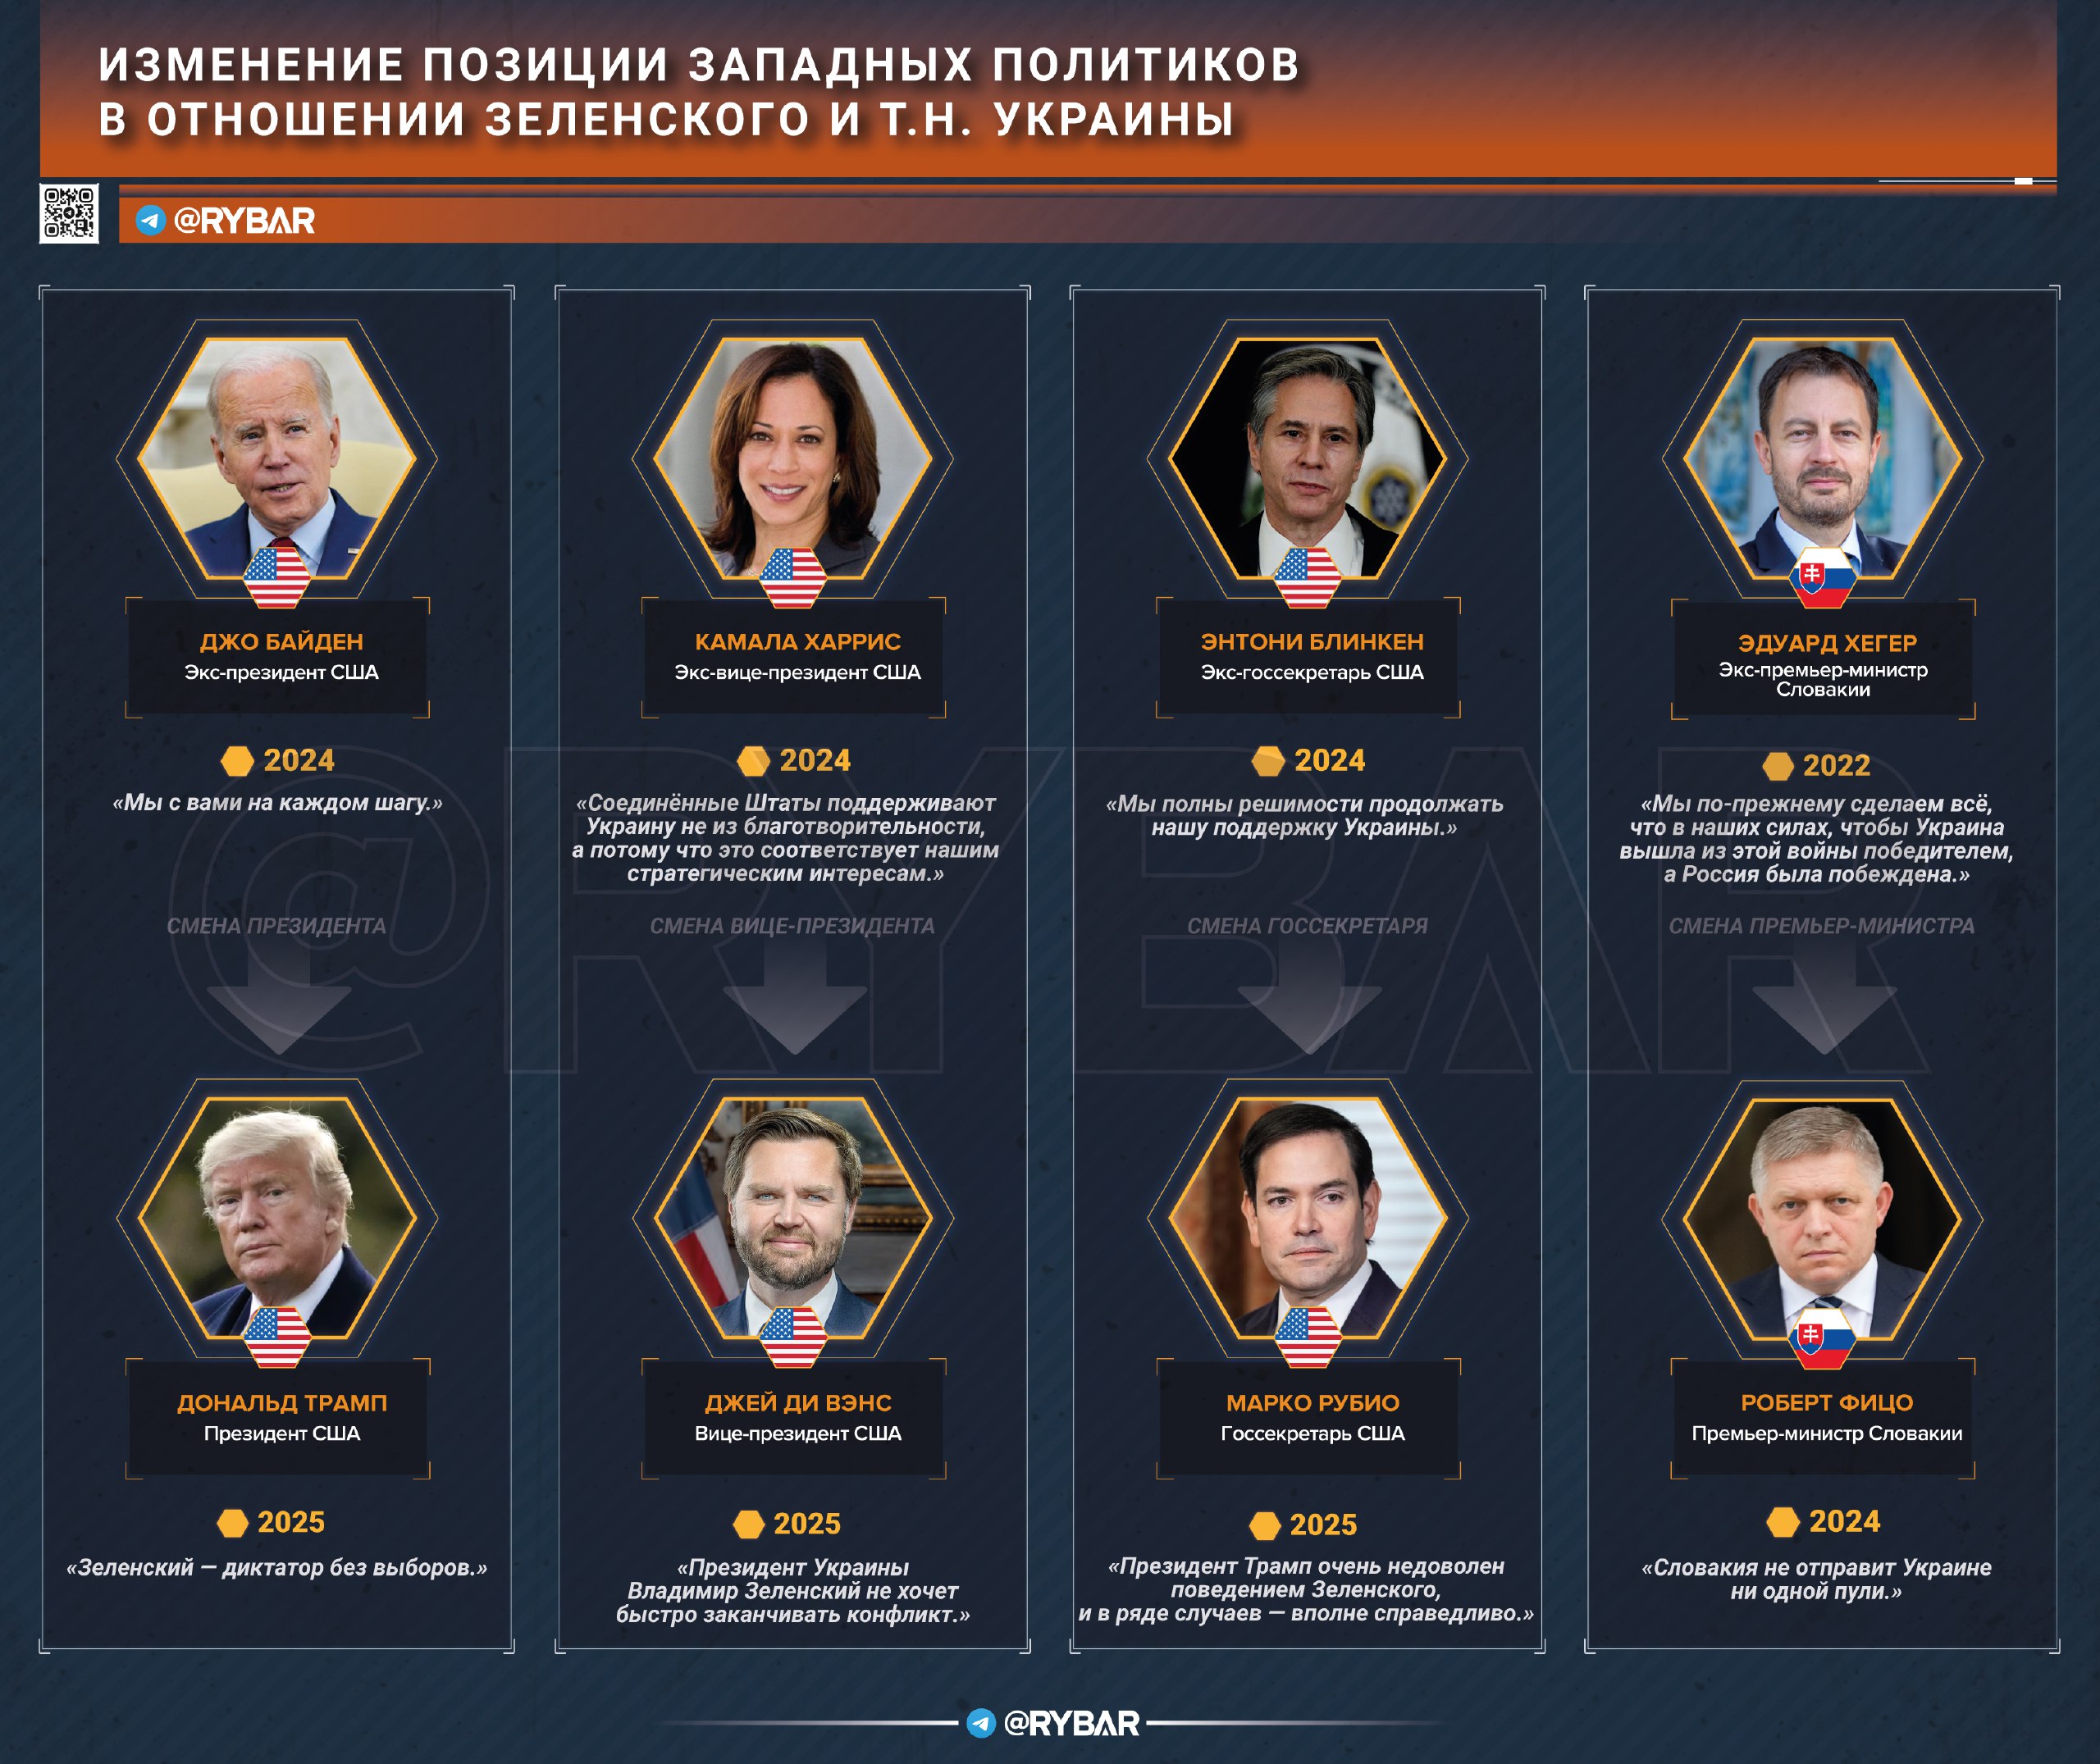 ИЗМЕНЕНИЕ ПОЗИЦИИ ЗАПАДНЫХ ПОЛИТИКОВ
В ОТНОШЕНИИ ЗЕЛЕНСКОГО И Т.Н. УКРАИНЫ
@RYBAR
ДЖО БАЙДЕН
Экс-президент США
2024
«Мы с вами на каждом шагу.»
СМЕНА ПРЕЗИДЕНТА
ДОНАЛЬД ТРАМП
Президент США
2025
«Зеленский — диктатор без выборов.»
КАМАЛА ХАРРИС
Экс-вице-президент США
2024
«Соединённые Штаты поддерживают
Украину не из благотворительности,
а потому что это соответствует нашим
стратегическим интересам.»
СМЕНА ВИЦЕ-ПРЕЗИДЕНТА
ДЖЕЙ ДИ ВЭНС
Вице-президент США
2025
«Президент Украины
Владимир Зеленский не хочет
быстро заканчивать конфликт.»
ЭНТОНИ БЛИНКЕН
Экс-госсекретарь США
2024
«Мы полны решимости продолжать
нашу поддержку Украины.»
СМЕНА ГОССЕКРЕТАРЯ
МАРКО РУБИО
Госсекретарь США
2025
«Президент Трамп очень недоволен
поведением Зеленского,
и в ряде случаев — вполне справедливо.»
ЭДУАРД ХЕГЕР
Экс-премьер-министр
Словакии
2022
«Мы по-прежнему сделаем всё,
что в наших силах, чтобы Украина
вышла из этой войны победителем,
а Россия была побеждена.»
СМЕНА ПРЕМЬЕР-МИНИСТРА
РОБЕРТ ФИЦО
Премьер-министр Словакии
2024
«Словакия не отправит Украине
ни одной пули.»
@RYBAR
@RYBAR